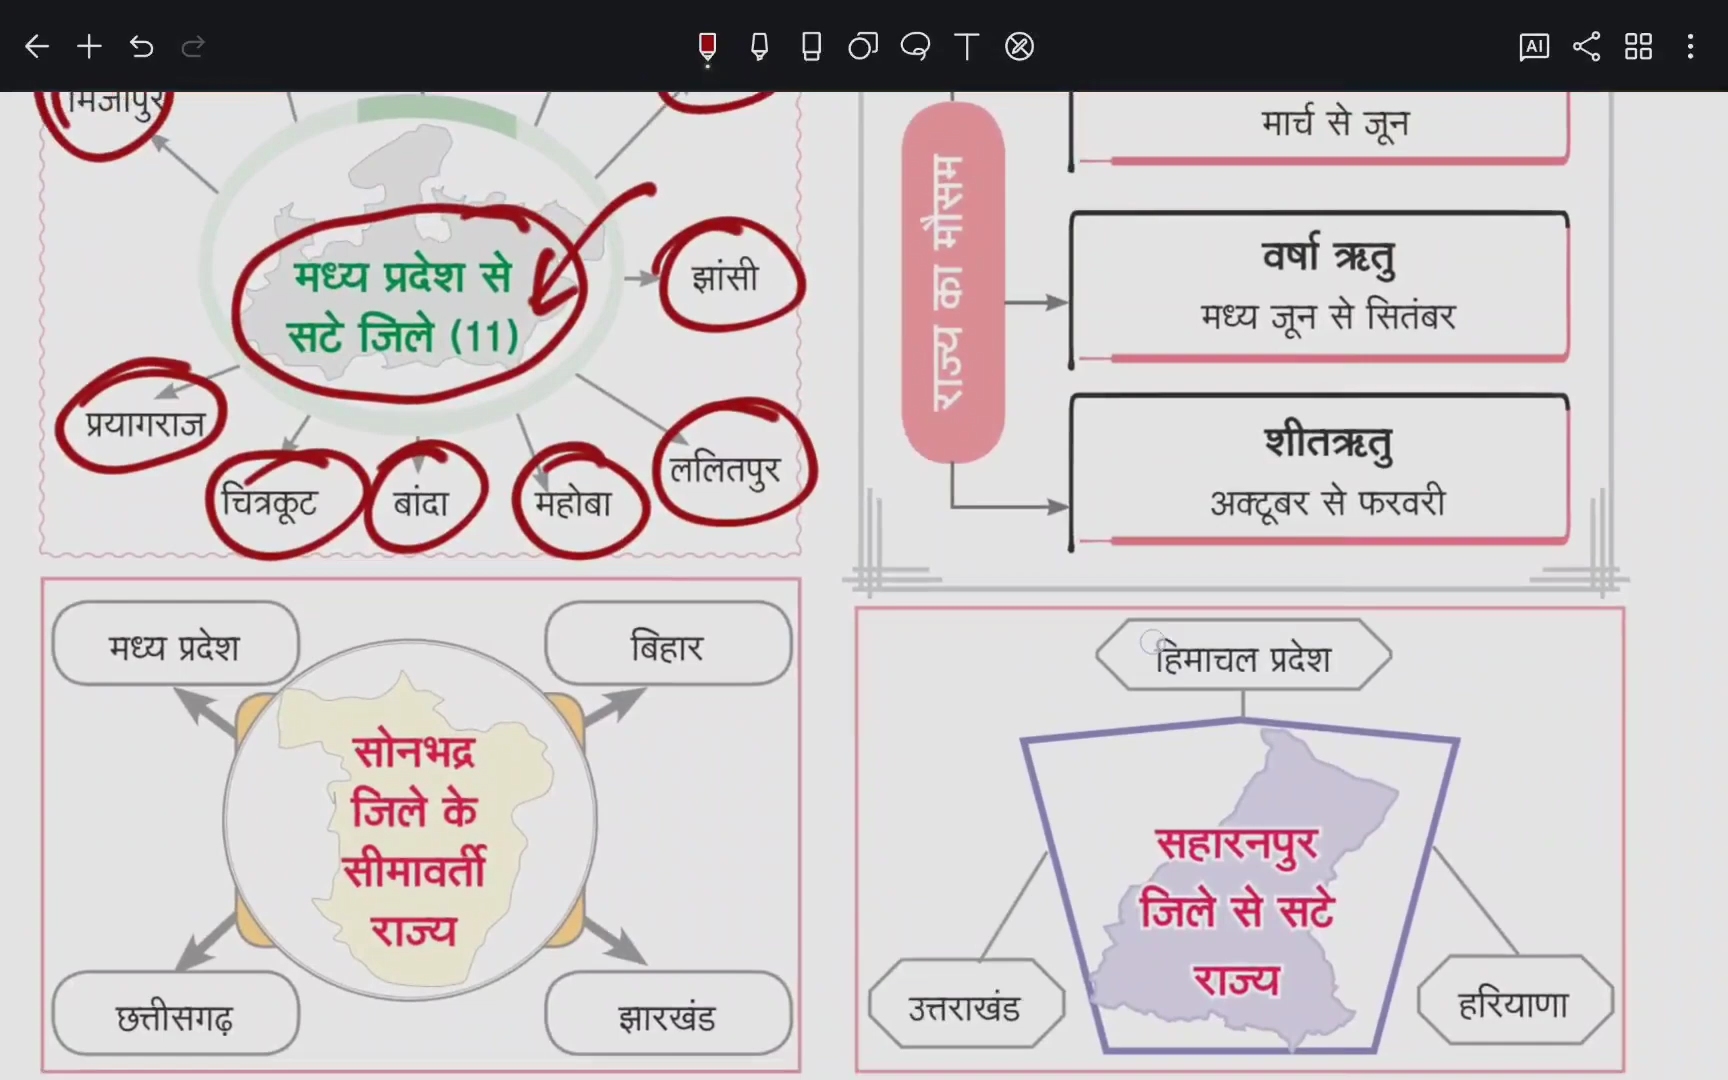 मिर्जापुर
मध्य प्रदेश से
सटे जिले (11)
झांसी
प्रयागराज
चित्रकूट
बांदा
महोबा
ललितपुर
राज्य का मौसम
मार्च से जून
वर्षा ऋतु
मध्य जून से सितंबर
शीतऋतु
अक्टूबर से फरवरी
मध्य प्रदेश
बिहार
सोनभद्र
जिले के
सीमावर्ती
राज्य
छत्तीसगढ़
झारखंड
हिमाचल प्रदेश
सहारनपुर
जिले से सटे
राज्य
उत्तराखंड
हरियाणा
T
AI